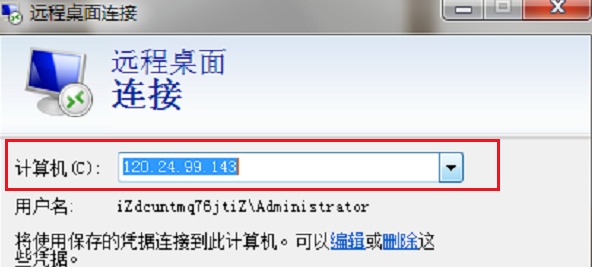 远程桌面连接
远程桌面
连接
计算机(C): 120.24.99.143
用户名: iZdcuntmq76jtiZ\Administrator
将使用保存的凭据连接到此计算机。可以编辑或删除这
些凭据。